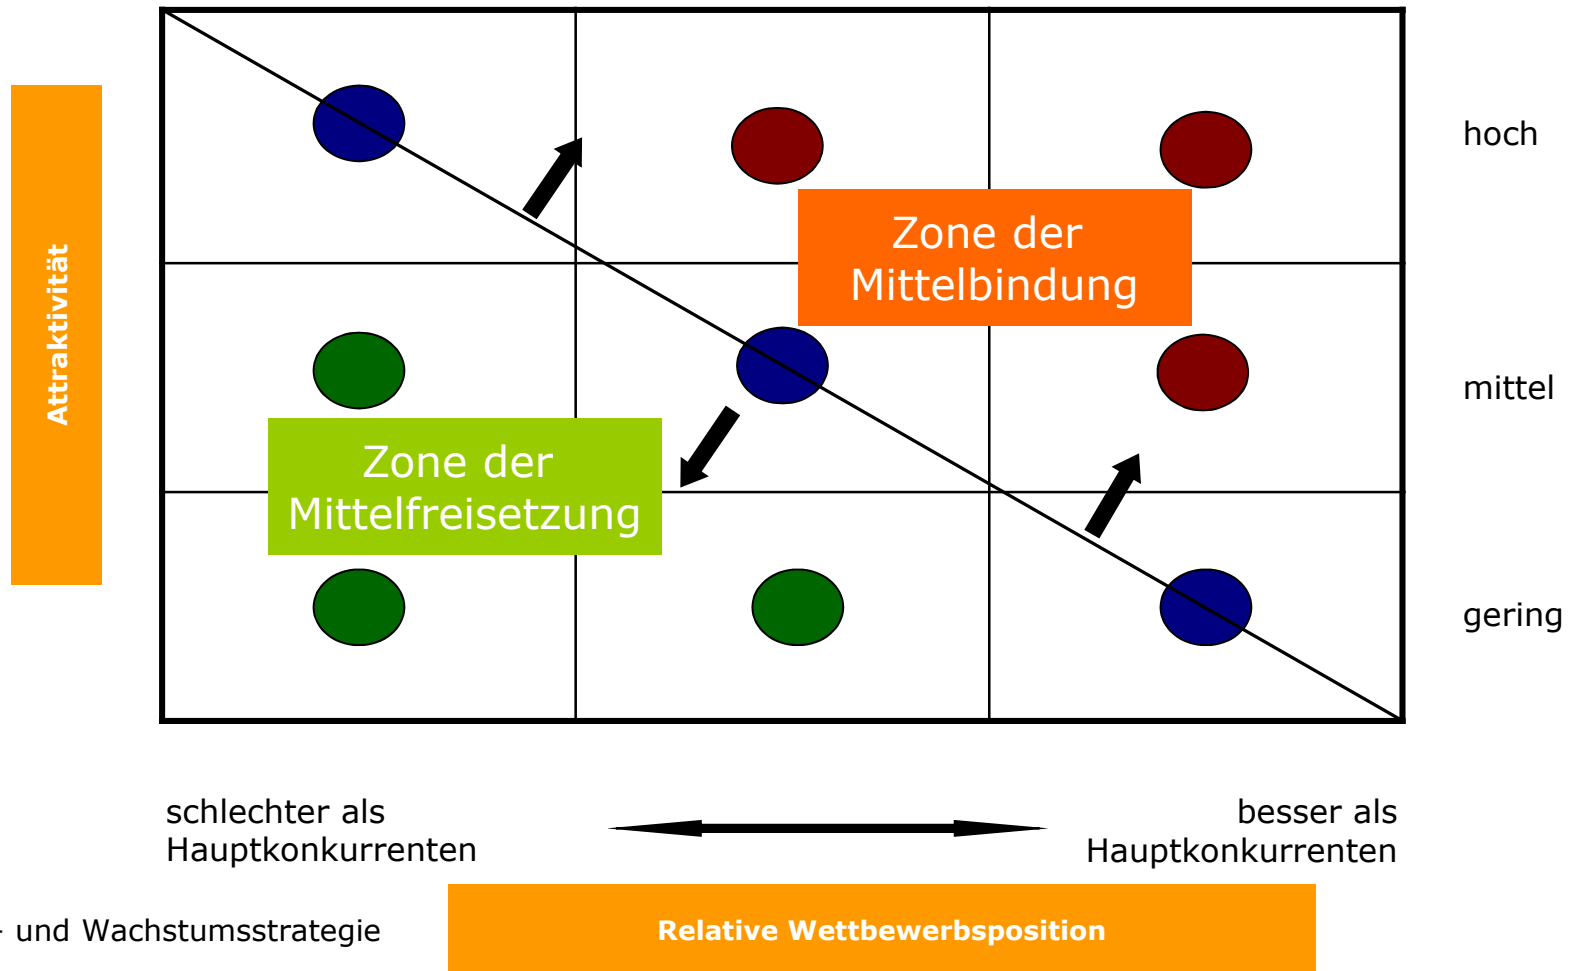 hoch
Zone der
Mittelbindung
Attraktivität
mittel
Zone der
Mittelfreisetzung
gering
schlechter als
Hauptkonkurrenten
besser als
Hauptkonkurrenten
- und Wachstumsstrategie
Relative Wettbewerbsposition